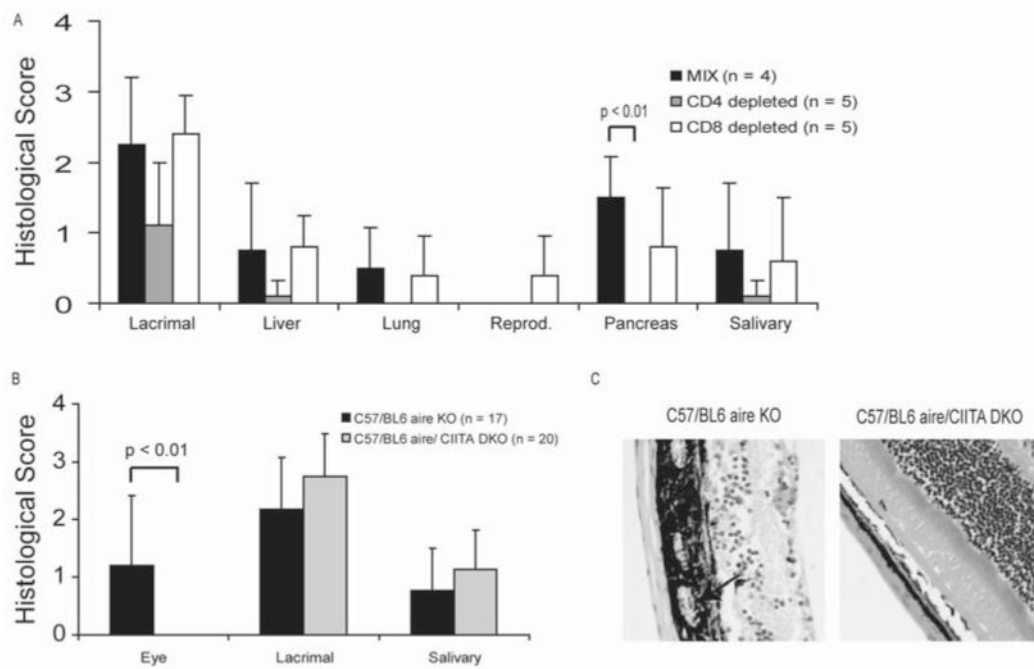 A
Histological Score
4
3
2
1
0
MIX (n = 4)
CD4 depleted (n = 5)
CD8 depleted (n = 5)
p < 0.01
Lacrimal Liver Lung Reprod. Pancreas Salivary
B
Histological Score
4
3
2
1
0
C57/BL6 aire KO (n = 17)
C57/BL6 aire/ CIITA DKO (n = 20)
p < 0.01
Eye Lacrimal Salivary
C
C57/BL6 aire KO C57/BL6 aire/CIITA DKO